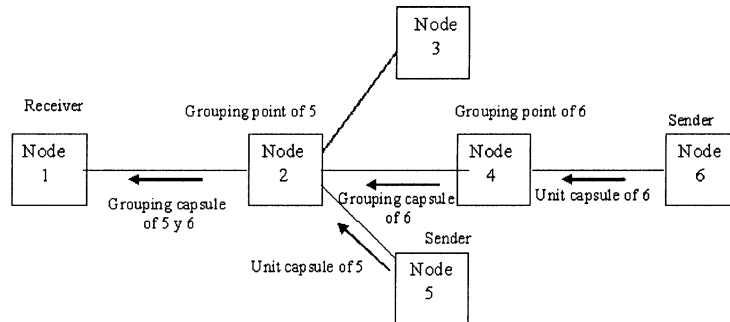 Node
3
Receiver
Grouping point of 5
Grouping point of 6
Sender
Node
1
Node
2
Node
4
Node
6
Grouping capsule
of 5 y 6
Grouping capsule
of 6
Unit capsule of 6
Sender
Unit capsule of 5
Node
5